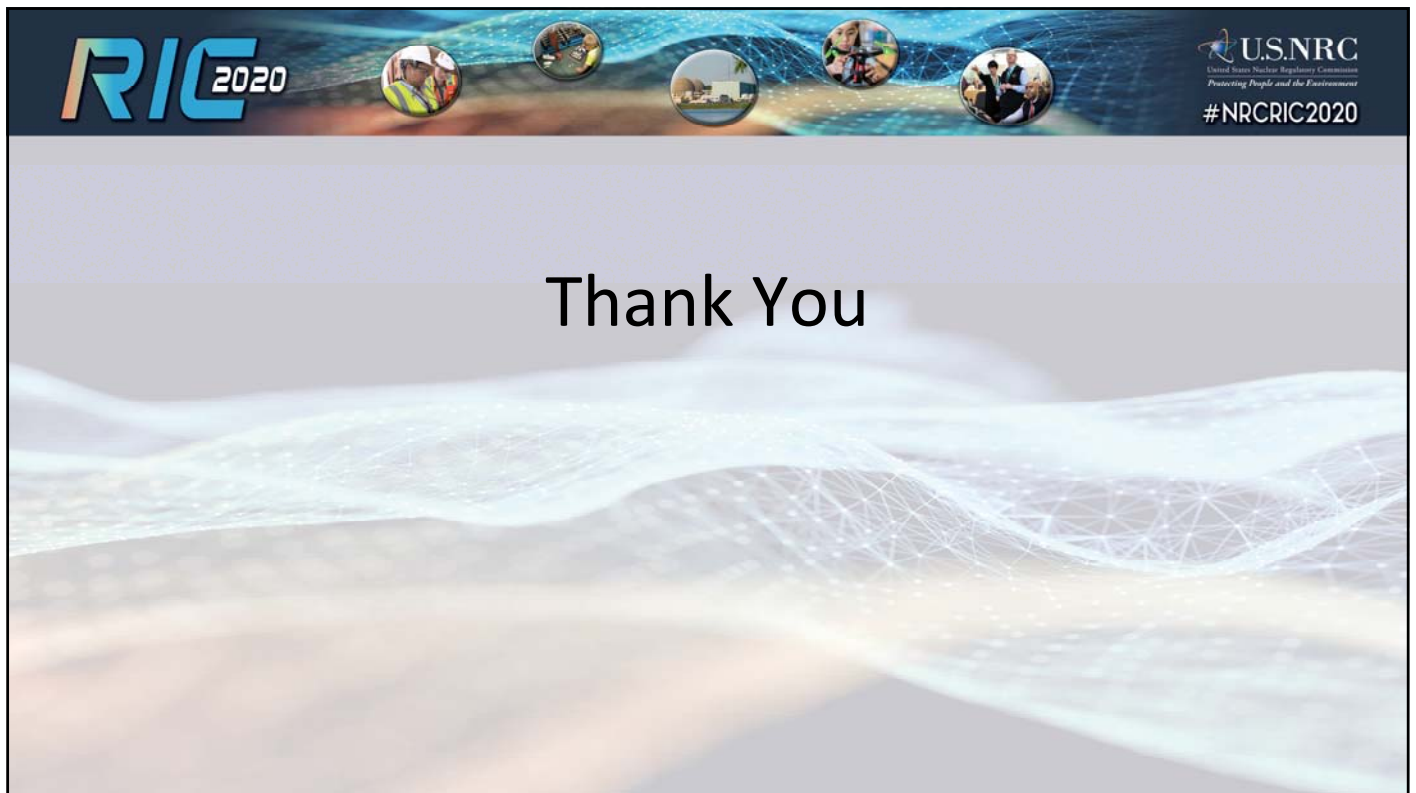 RIC 2020
U.S.NRC
United States Nuclear Regulatory Commission
Protecting People and the Environment
#NRCRIC2020
Thank You